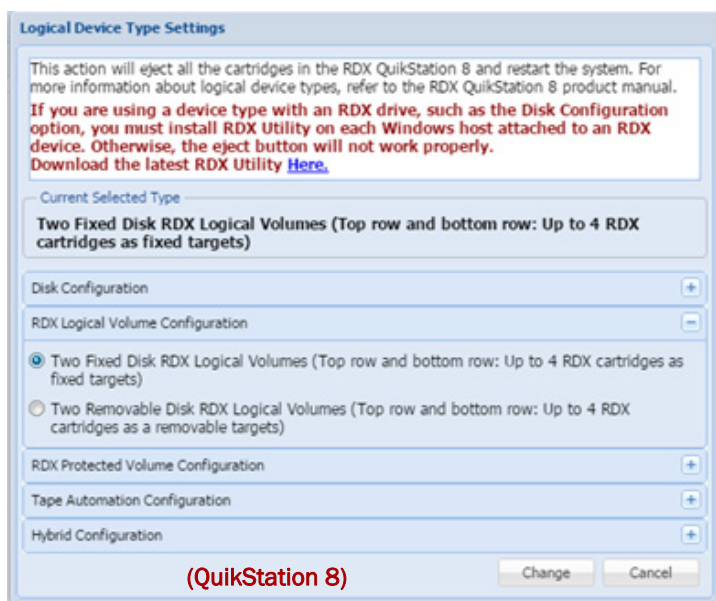 Logical Device Type Settings
This action will eject all the cartridges in the RDX QuikStation 8 and restart the system. For
more information about logical device types, refer to the RDX QuikStation 8 product manual.
If you are using a device type with an RDX drive, such as the Disk Configuration
option, you must install RDX Utility on each Windows host attached to an RDX
device. Otherwise, the eject button will not work properly.
Download the latest RDX Utility Here.
Current Selected Type
Two Fixed Disk RDX Logical Volumes (Top row and bottom row: Up to 4 RDX
cartridges as fixed targets)
Disk Configuration
RDX Logical Volume Configuration
Two Fixed Disk RDX Logical Volumes (Top row and bottom row: Up to 4 RDX cartridges as
fixed targets)
Two Removable Disk RDX Logical Volumes (Top row and bottom row: Up to 4 RDX
cartridges as a removable targets)
RDX Protected Volume Configuration
Tape Automation Configuration
Hybrid Configuration
(QuikStation 8)
Change
Cancel